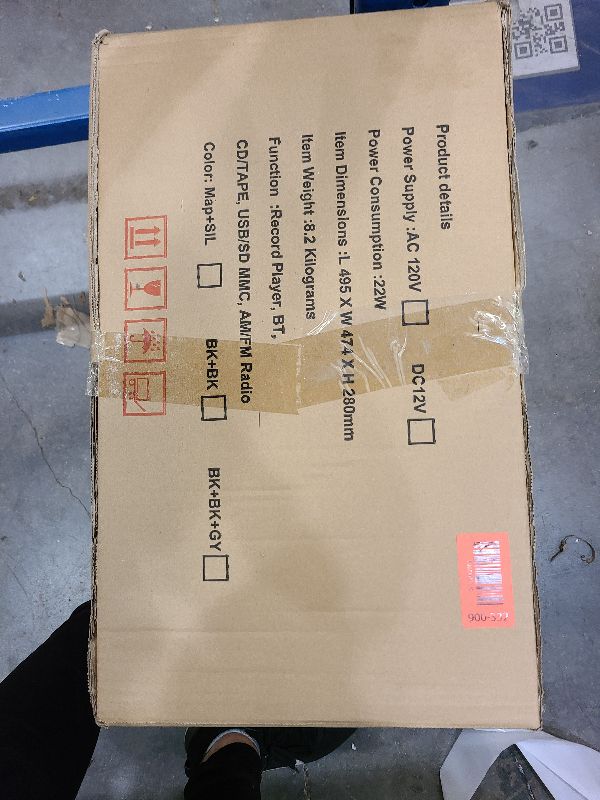 Product details
Power Supply :AC 120V DC12V
Power Consumption :22W
Item Dimensions :L 495 X W 474 X H 280mm
Item Weight :8.2 Kilograms
Function :Record Player, BT,
CD/TAPE, USB/SD MMC, AM/FM Radio
Color: Map+SIL BK+BK BK+BK+GY